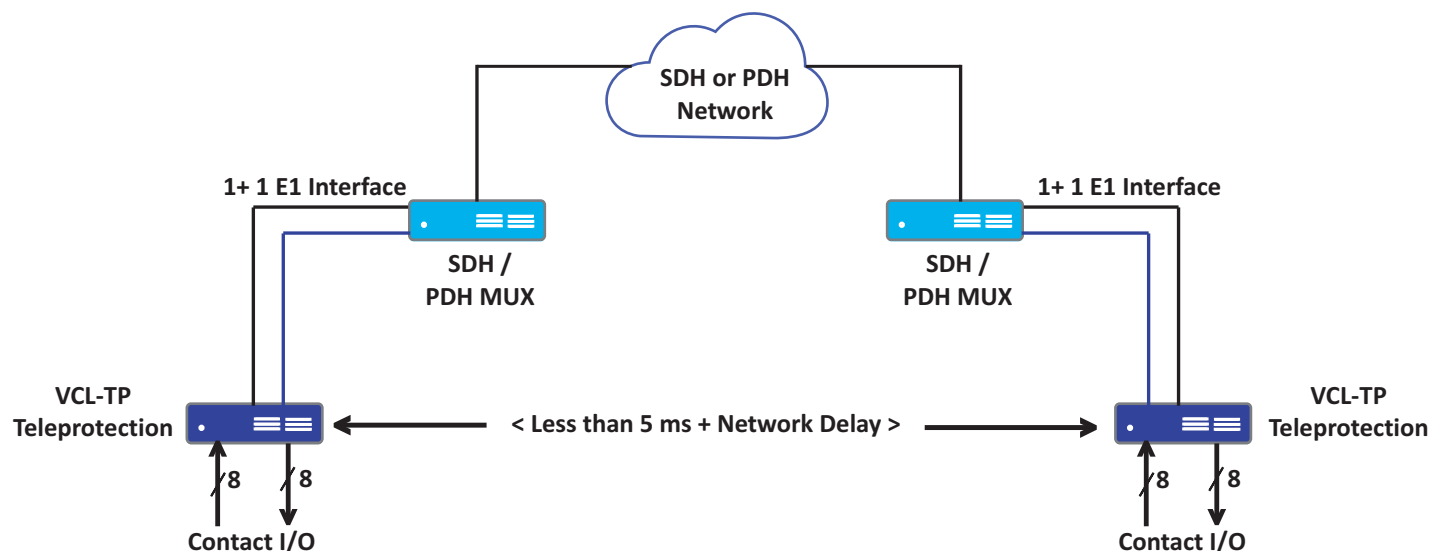 SDH or PDH
Network
1+ 1 E1 Interface
1+ 1 E1 Interface
SDH /
PDH MUX
SDH /
PDH MUX
VCL-TP
Teleprotection
< Less than 5 ms + Network Delay >
VCL-TP
Teleprotection
8
8
8
8
Contact I/O
Contact I/O